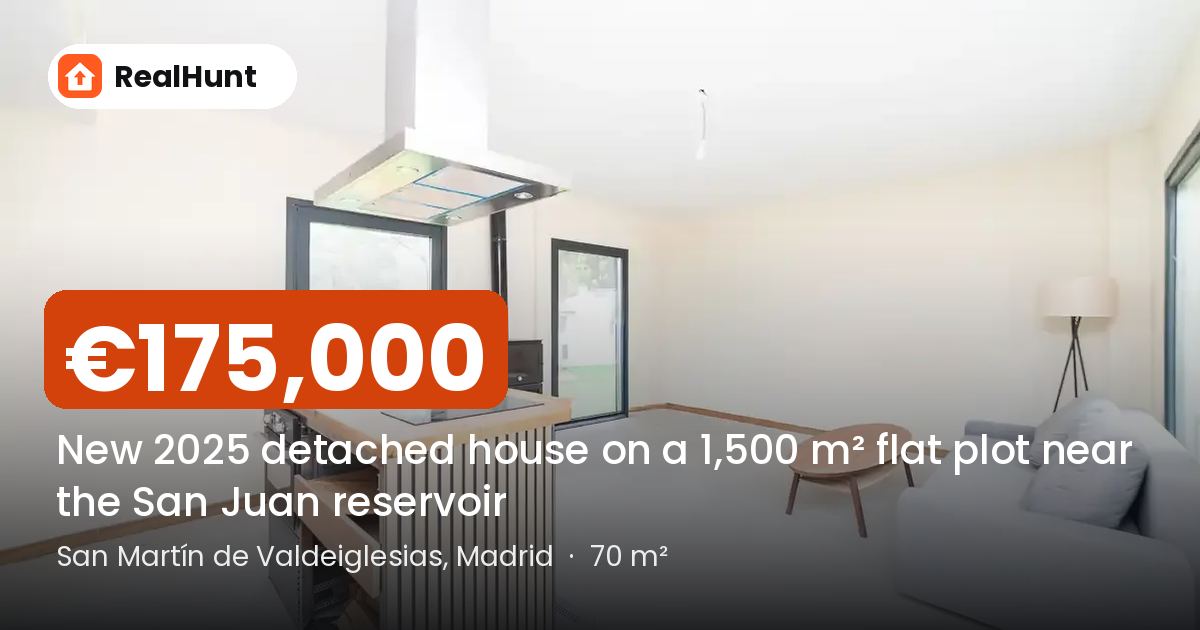 RealHunt
€175,000
New 2025 detached house on a 1,500 m² flat plot near
the San Juan reservoir
San Martín de Valdeiglesias, Madrid · 70 m²